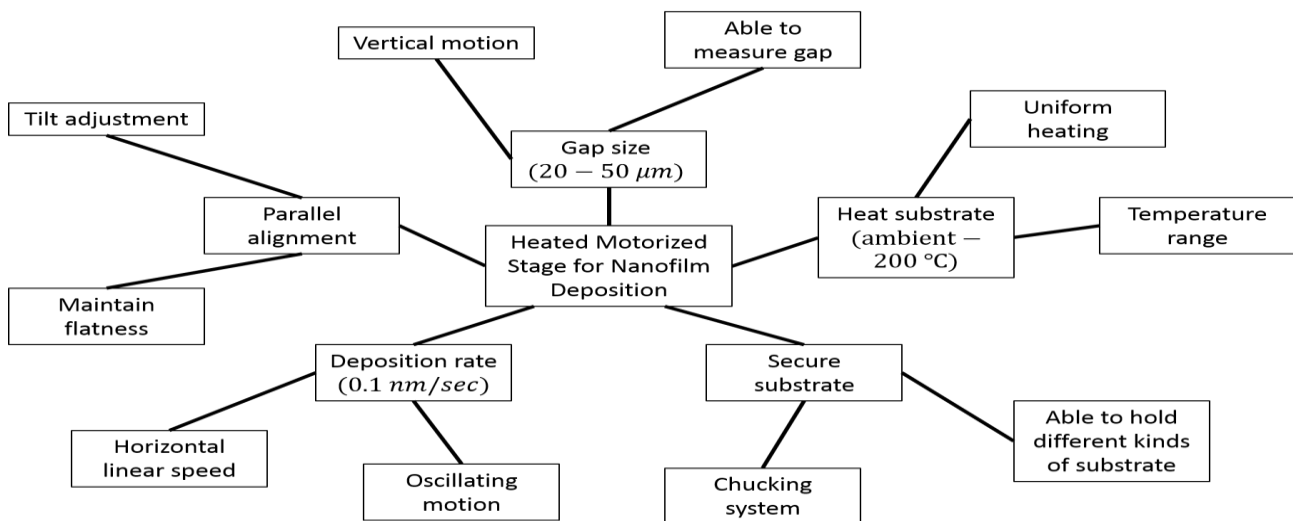 Vertical motion
Able to
measure gap
Tilt adjustment
Uniform
heating
Gap size
(20 − 50 μm)
Parallel
alignment
Heated Motorized
Stage for Nanofilm
Deposition
Heat substrate
(ambient −
200 °C)
Temperature
range
Maintain
flatness
Deposition rate
(0.1 nm/sec)
Secure
substrate
Horizontal
linear speed
Oscillating
motion
Chucking
system
Able to hold
different kinds
of substrate